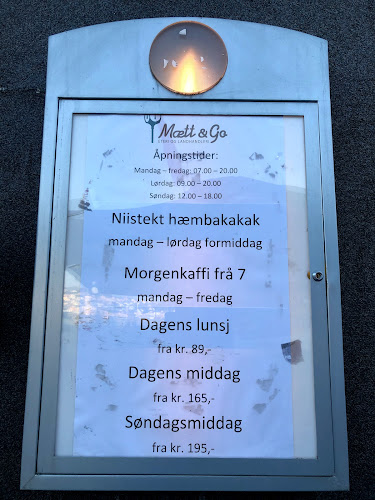 Mætt & Go
Åpningstider:
Mandag – fredag: 07.00 – 20.00
Lørdag: 09.00 – 20.00
Søndag: 12.00 – 18.00
Niistekt hæmbakakak
mandag – lørdag formiddag
Morgenkaffi frå 7
mandag – fredag
Dagens lunsj
fra kr. 89,-
Dagens middag
fra kr. 165,-
Søndagsmiddag
fra kr. 195,-